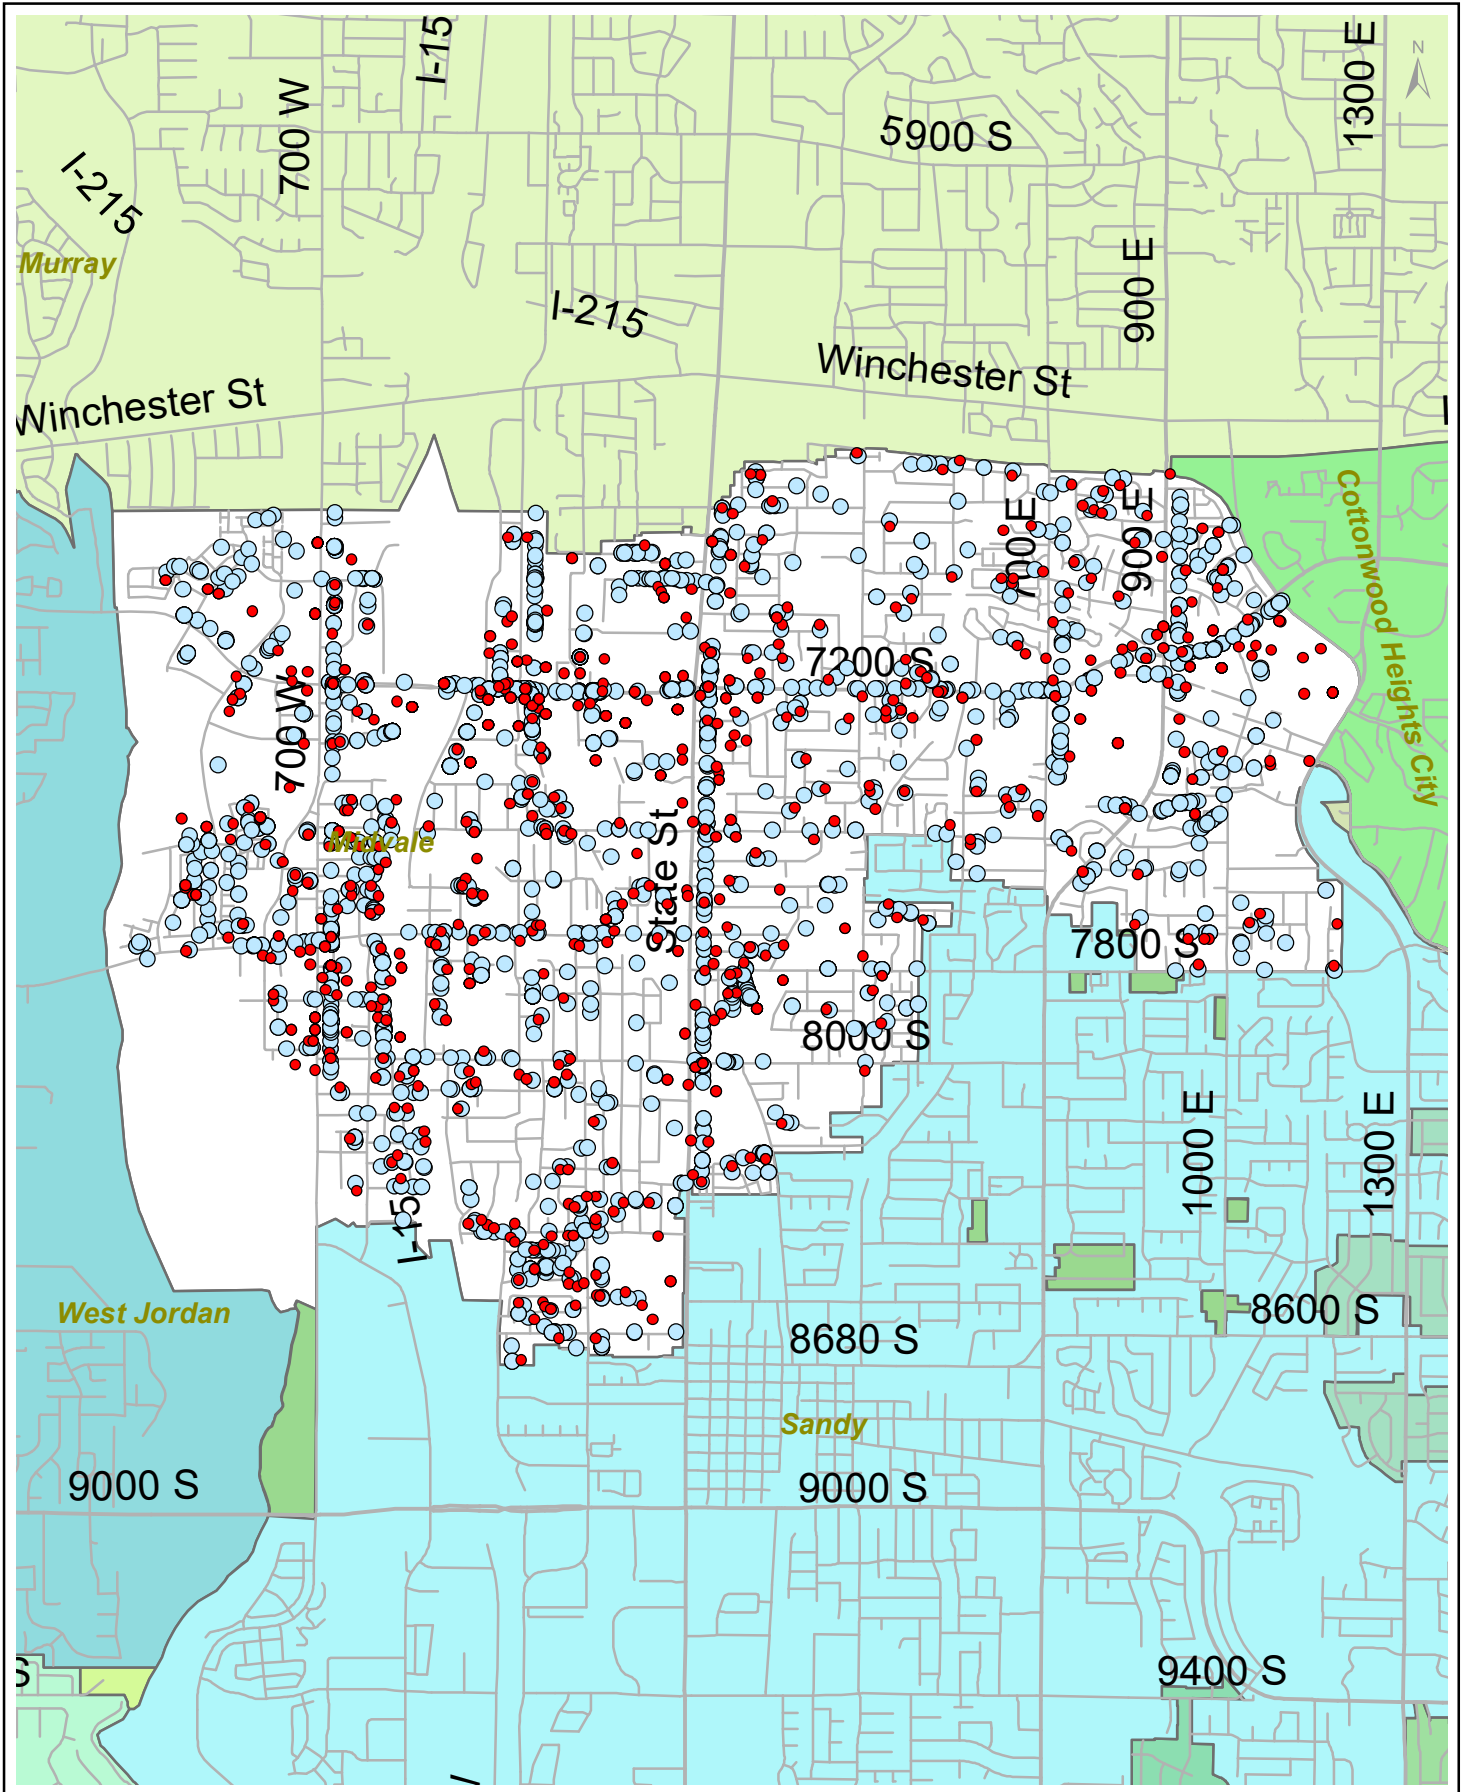 I-15
1300 E
N
700 W
5900 S
I-215
Murray
900 E
I-215
Winchester St
Winchester St
Cottonwood Heights City
900 E
700 E
7200 S
700 W
Midvale
State St
7800 S
8000 S
1000 E
1300 E
I-15
West Jordan
8600 S
8680 S
Sandy
9000 S
9000 S
S
9400 S